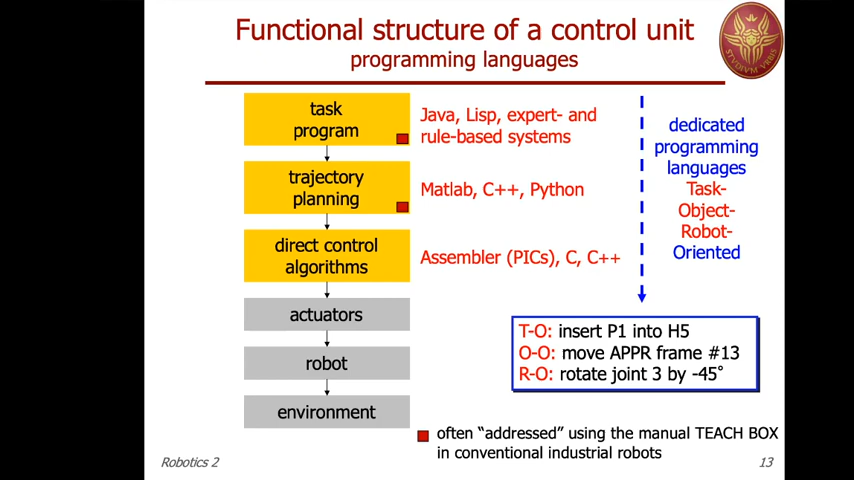 Functional structure of a control unit
programming languages
STVDIVM VRBIS
task
program
Java, Lisp, expert- and
rule-based systems
trajectory
planning
Matlab, C++, Python
direct control
algorithms
Assembler (PICs), C, C++
actuators
robot
environment
dedicated
programming
languages
Task-
Object-
Robot-
Oriented
T-O: insert P1 into H5
O-O: move APPR frame #13
R-O: rotate joint 3 by -45°
often “addressed” using the manual TEACH BOX
in conventional industrial robots
Robotics 2
13